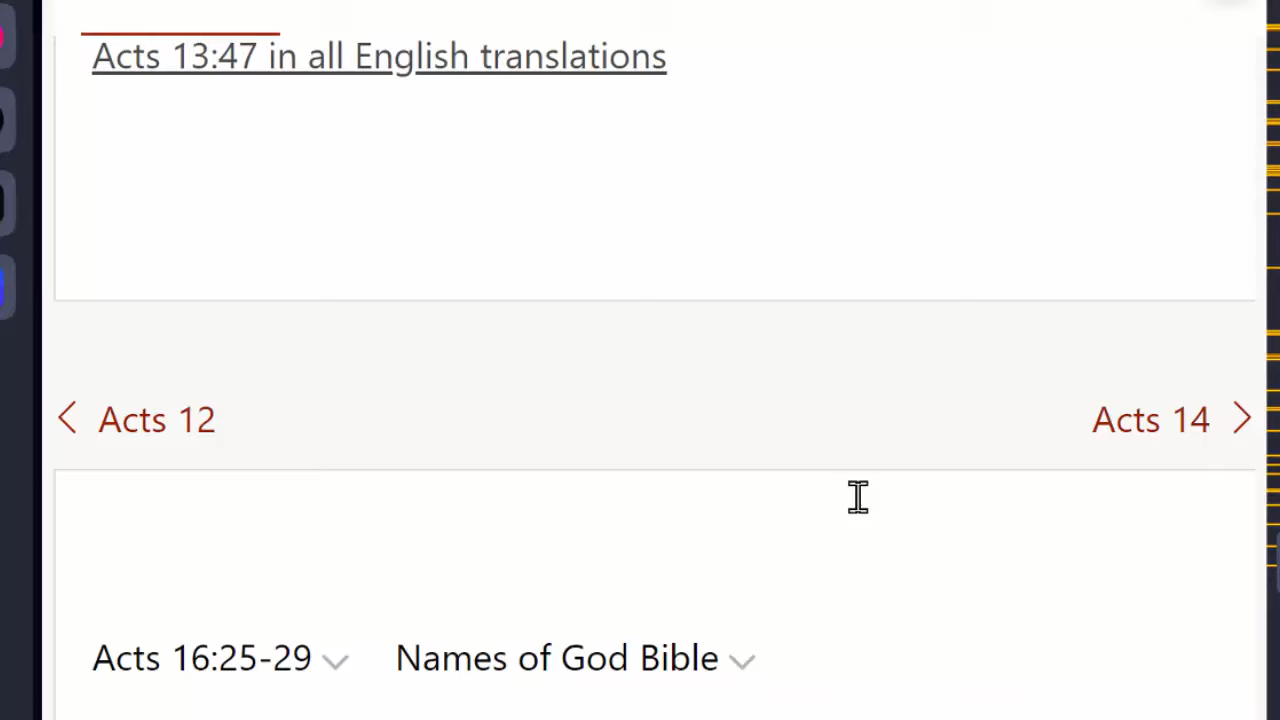 Acts 13:47 in all English translations
Acts 12
Acts 14
Acts 16:25-29
Names of God Bible